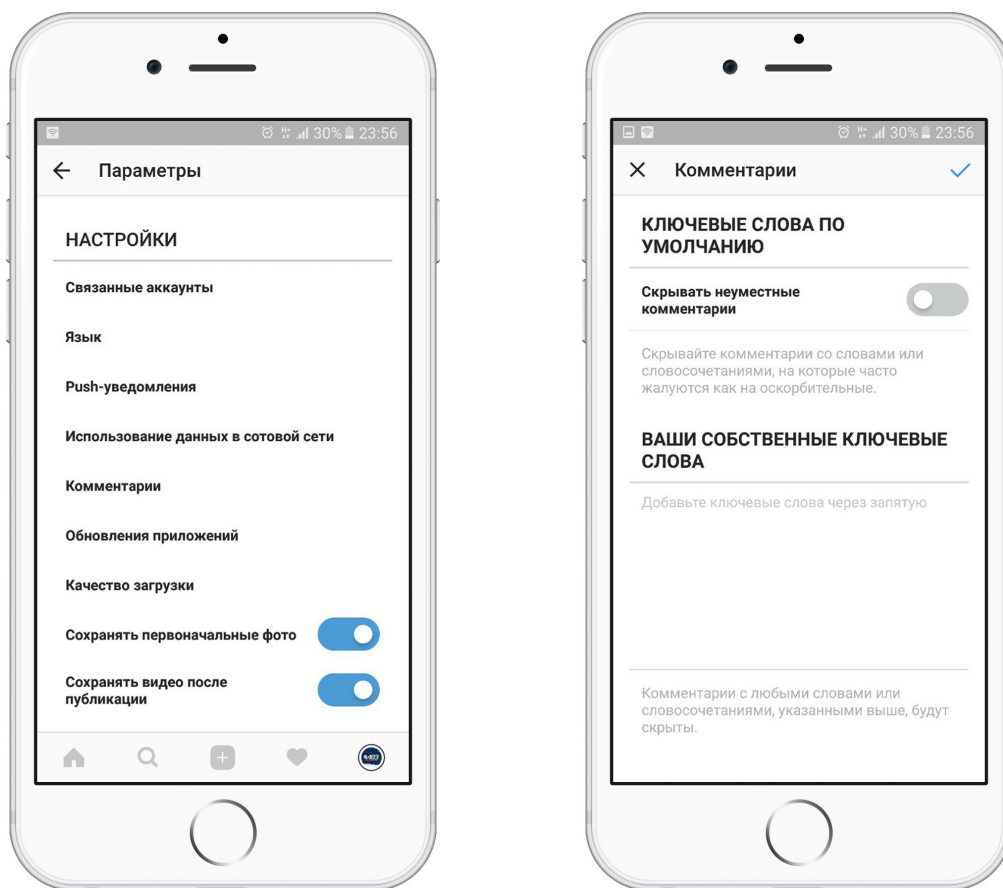 30% 23:56
Параметры
НАСТРОЙКИ
Связанные аккаунты
Язык
Push-уведомления
Использование данных в сотовой сети
Комментарии
Обновления приложений
Качество загрузки
Сохранять первоначальные фото
Сохранять видео после
публикации
30% 23:56
Комментарии
КЛЮЧЕВЫЕ СЛОВА ПО
УМОЛЧАНИЮ
Скрывать неуместные
комментарии
Скрывайте комментарии со словами или
словосочетаниями, на которые часто
жалуются как на оскорбительные.
ВАШИ СОБСТВЕННЫЕ КЛЮЧЕВЫЕ
СЛОВА
Добавьте ключевые слова через запятую
Комментарии с любыми словами или
словосочетаниями, указанными выше, будут
скрыты.